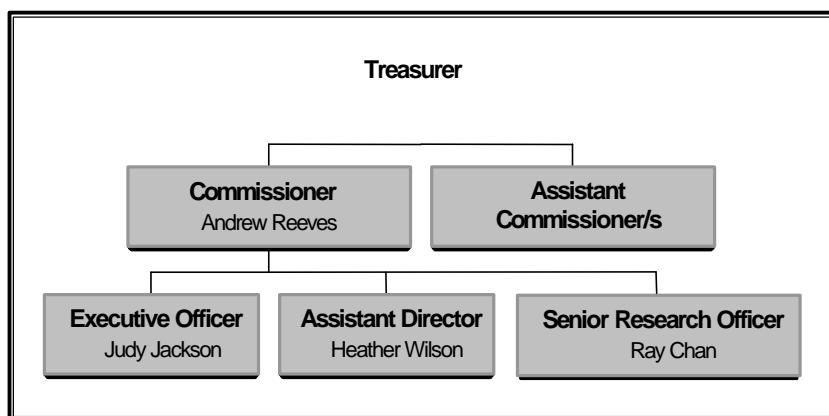 Treasurer
Commissioner
Andrew Reeves
Assistant
Commissioner/s
Executive Officer
Judy Jackson
Assistant Director
Heather Wilson
Senior Research Officer
Ray Chan